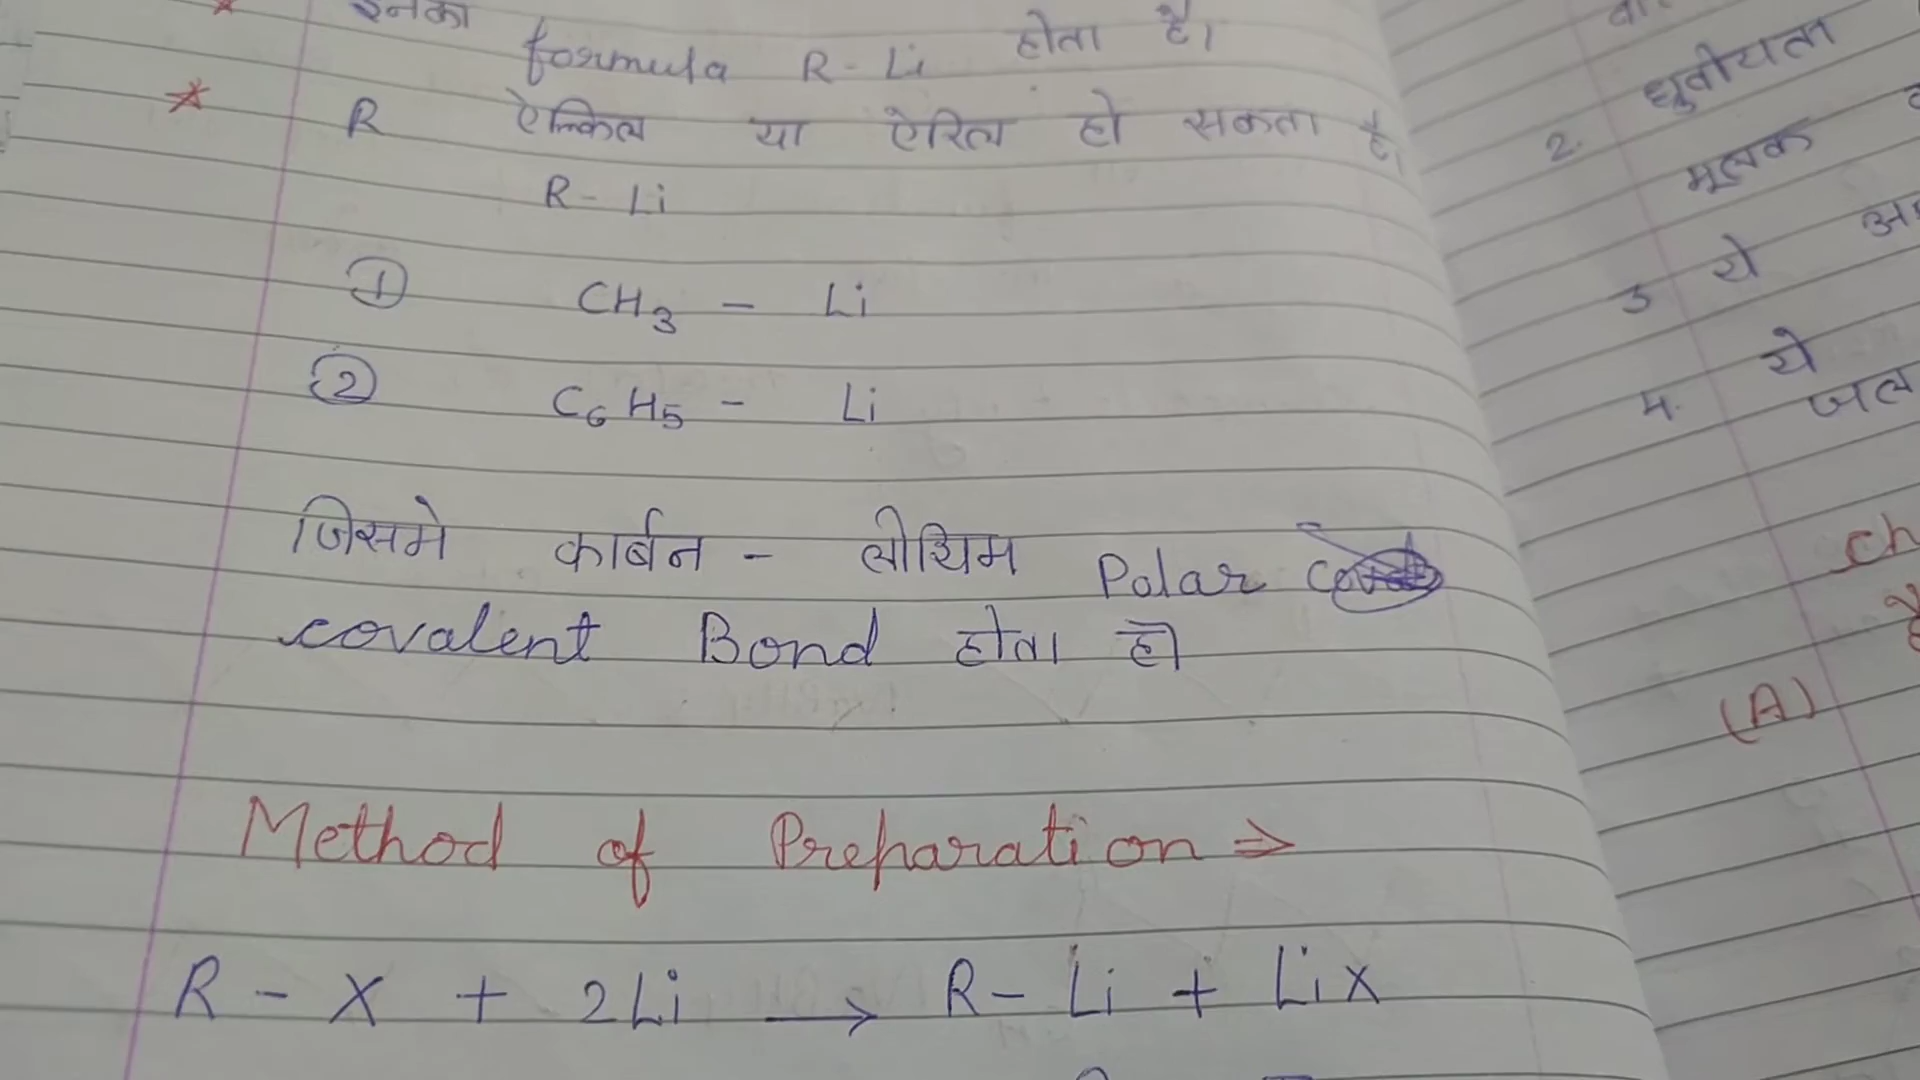 इनका
formula R - Li होता है।
R ऐल्किल या ऐरिल हो सकता है।
R - Li
① CH3 - Li
② C6H5 - Li
जिसमे कार्बन - लीथिम Polar
covalent Bond होता है
Method of Preparation ⇒
R - X + 2Li ⟶ R - Li + Lix
ध्रुवीयता
2. मूलक
3 ये
4. ये
जल
Ch
(A)